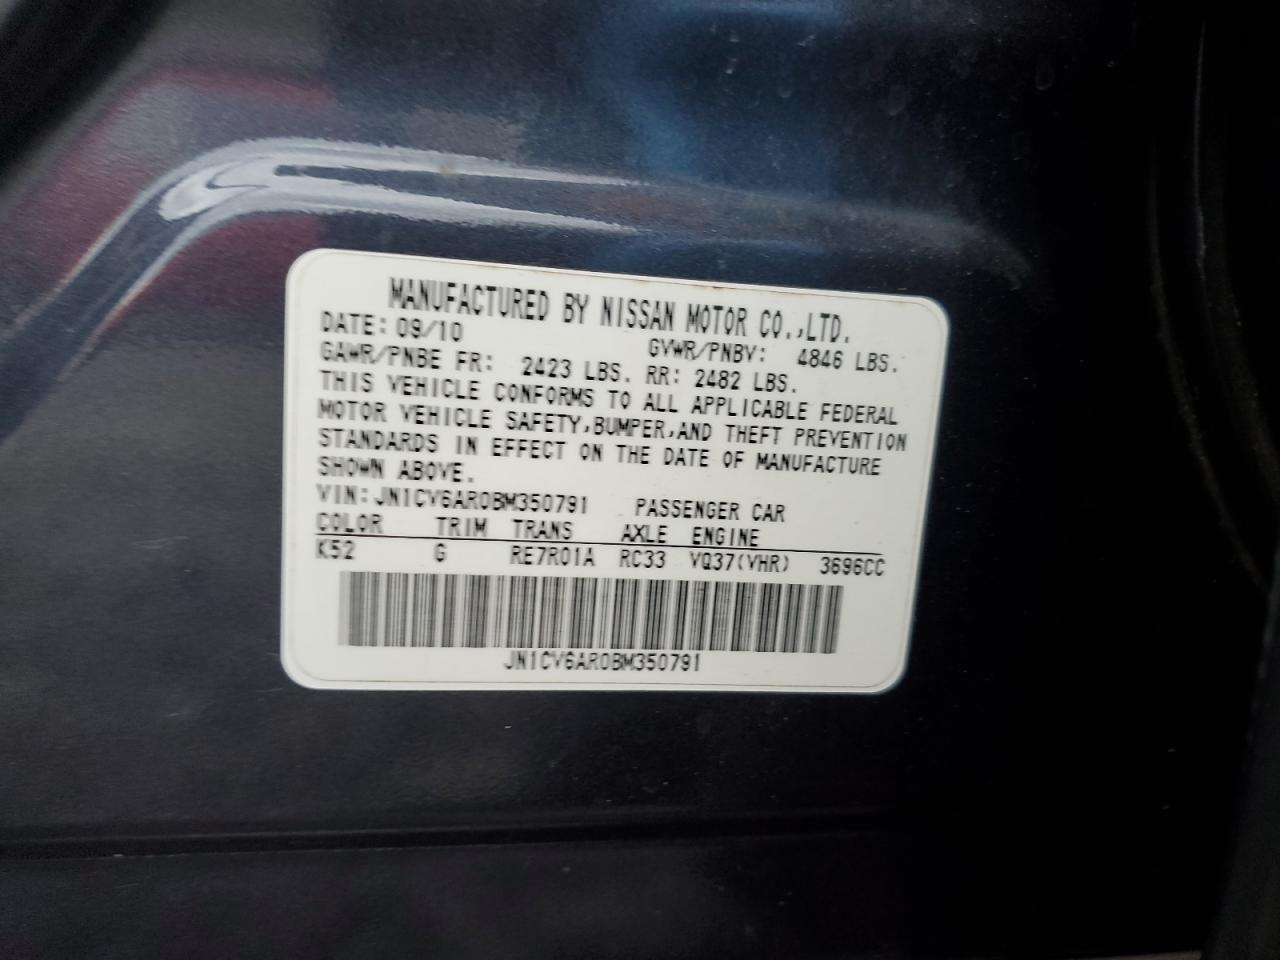 MANUFACTURED BY NISSAN MOTOR CO.,LTD.
DATE: 09/10 GVWR/PNBV: 4846 LBS.
GAWR/PNBE FR: 2423 LBS. RR: 2482 LBS.
THIS VEHICLE CONFORMS TO ALL APPLICABLE FEDERAL
MOTOR VEHICLE SAFETY,BUMPER,AND THEFT PREVENTION
STANDARDS IN EFFECT ON THE DATE OF MANUFACTURE
SHOWN ABOVE.
VIN:JN1CV6AR0BM350791 PASSENGER CAR
COLOR TRIM TRANS AXLE ENGINE
K52 G RE7R01A RC33 VQ37(VHR) 3696CC
JN1CV6AR0BM350791